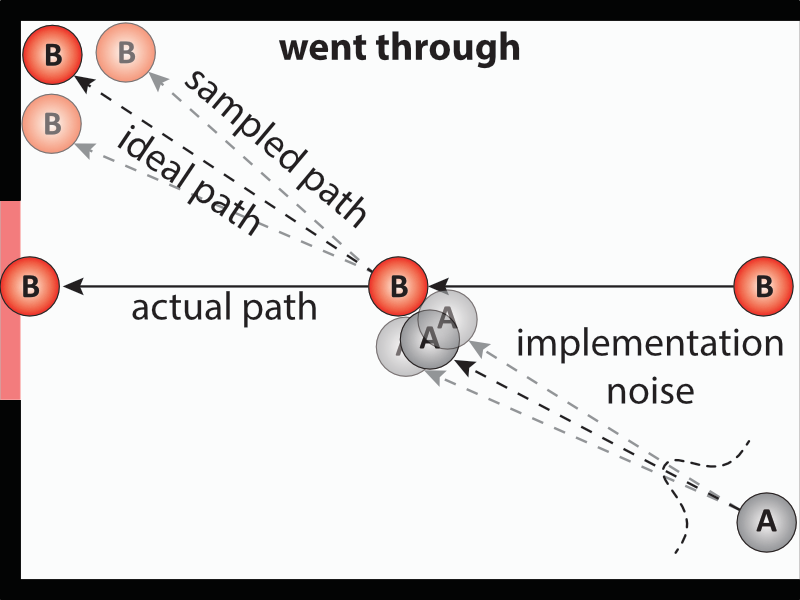 went through
B
B
B
sampled path
ideal path
B
B
B
actual path
A
A
A
implementation
noise
A